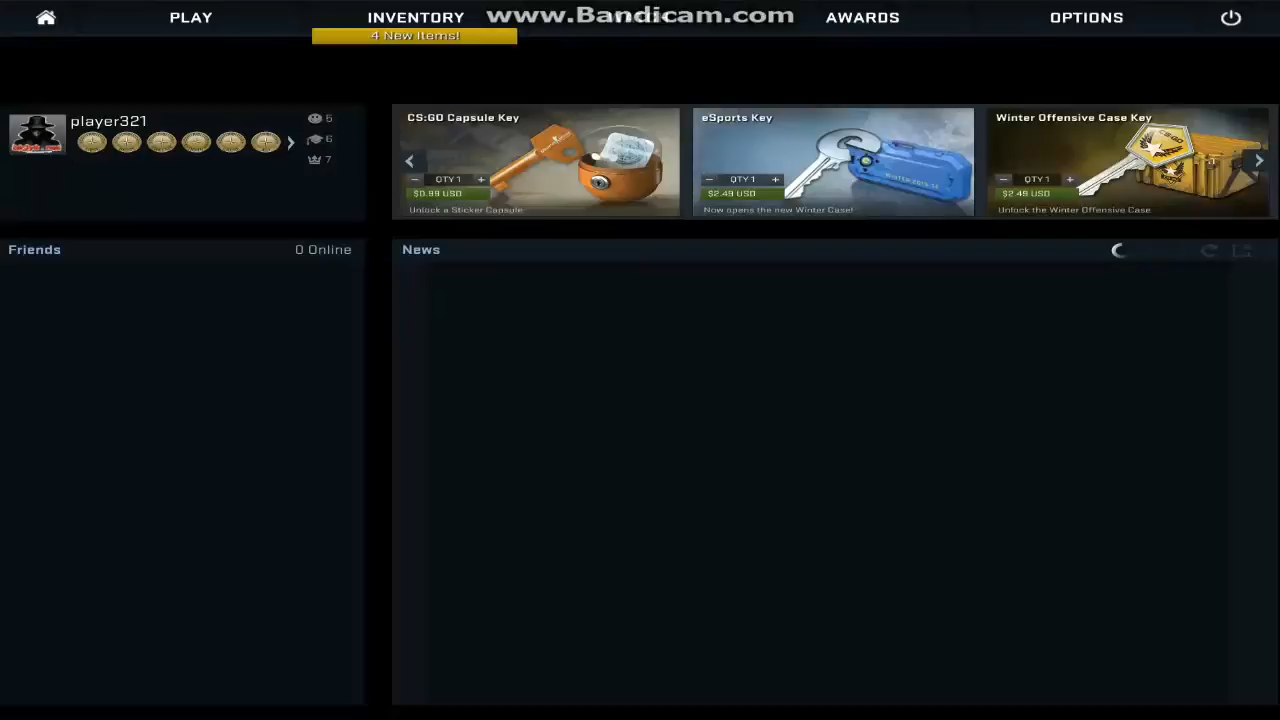 PLAY
INVENTORY
www.Bandicam.com
AWARDS
OPTIONS
4 New Items!
player321
5
6
7
CS:GO Capsule Key
QTY 1
$0.99 USD
Unlock a Sticker Capsule
eSports Key
QTY 1
$2.49 USD
Now opens the new Winter Case!
Winter Offensive Case Key
QTY 1
$2.49 USD
Unlock the Winter Offensive Case
Friends
0 Online
News